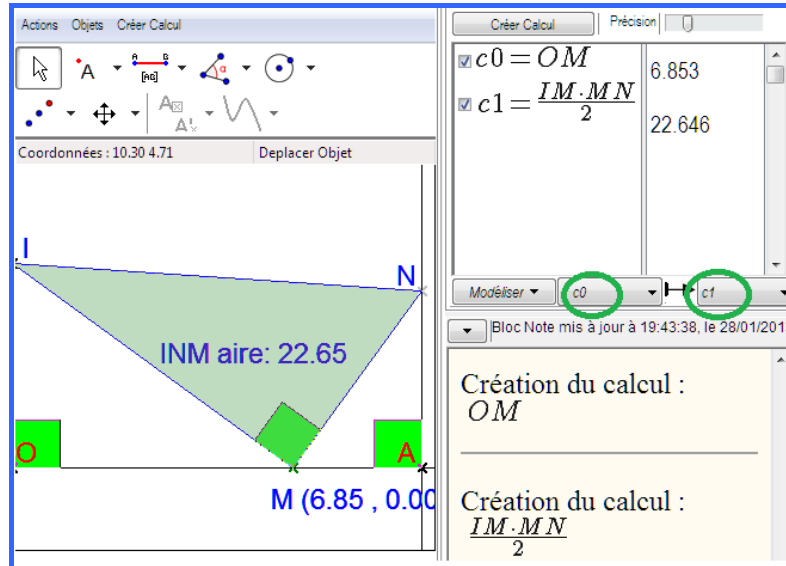 Actions Objets Créer Calcul
A
A B
[AB]
α
A
A'
Coordonnées : 10.30 4.71 Deplacer Objet
I
N
INM aire: 22.65
O
A
M (6.85 , 0.00
Créer Calcul Précision
c0 = OM 6.853
c1 = IM·MN/2 22.646
Modéliser c0 c1
Bloc Note mis à jour à 19:43:38, le 28/01/201
Création du calcul :
OM
Création du calcul :
IM·MN/2